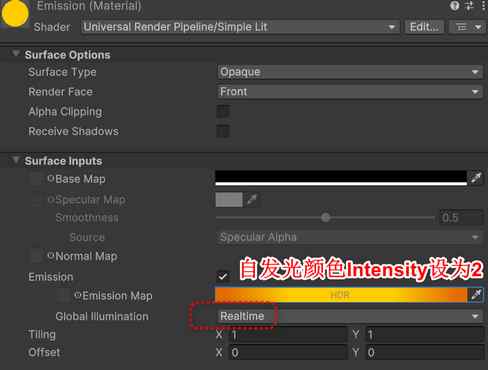 Emission (Material)
Shader Universal Render Pipeline/Simple Lit Edit...
Surface Options
Surface Type Opaque
Render Face Front
Alpha Clipping
Receive Shadows
Surface Inputs
Base Map
Specular Map
Smoothness 0.5
Source Specular Alpha
Normal Map
Emission 自发光颜色Intensity设为2
Emission Map HDR
Global Illumination Realtime
Tiling X 1 Y 1
Offset X 0 Y 0